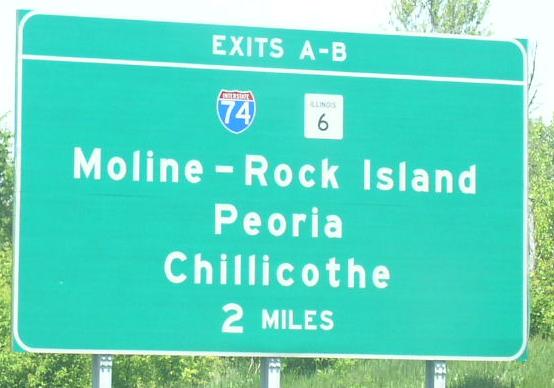 EXITS A-B
INTERSTATE
74
ILLINOIS
6
Moline - Rock Island
Peoria
Chillicothe
2 MILES